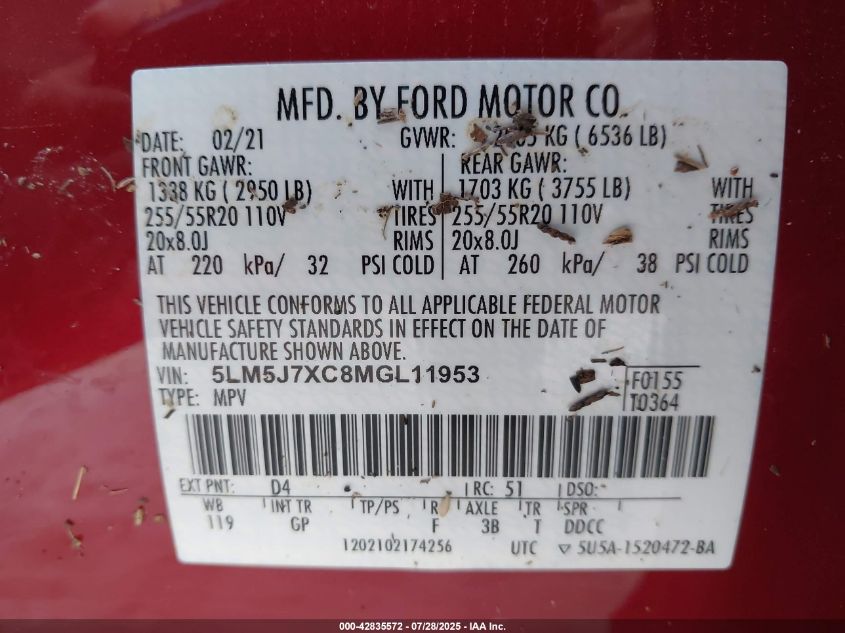 MFD. BY FORD MOTOR CO.
DATE: 02/21 GVWR: KG ( 6536 LB)
FRONT GAWR: REAR GAWR:
1338 KG ( 2950 LB) WITH 1703 KG ( 3755 LB) WITH
255/55R20 110V TIRES 255/55R20 110V TIRES
20x8.0J RIMS 20x8.0J RIMS
AT 220 kPa/ 32 PSI COLD AT 260 kPa/ 38 PSI COLD
THIS VEHICLE CONFORMS TO ALL APPLICABLE FEDERAL MOTOR
VEHICLE SAFETY STANDARDS IN EFFECT ON THE DATE OF
MANUFACTURE SHOWN ABOVE.
VIN: 5LM5J7XC8MGL11953 F0155
TYPE: MPV T0364
EXT PNT: D4 RC: 51 DSO:
WB INT TR TP/PS R AXLE TR SPR
119 GP F 3B T DDCC
1202102174256 UTC ▽ 5U5A-1520472-BA
000-42835572 - 07/28/2025 - IAA Inc.